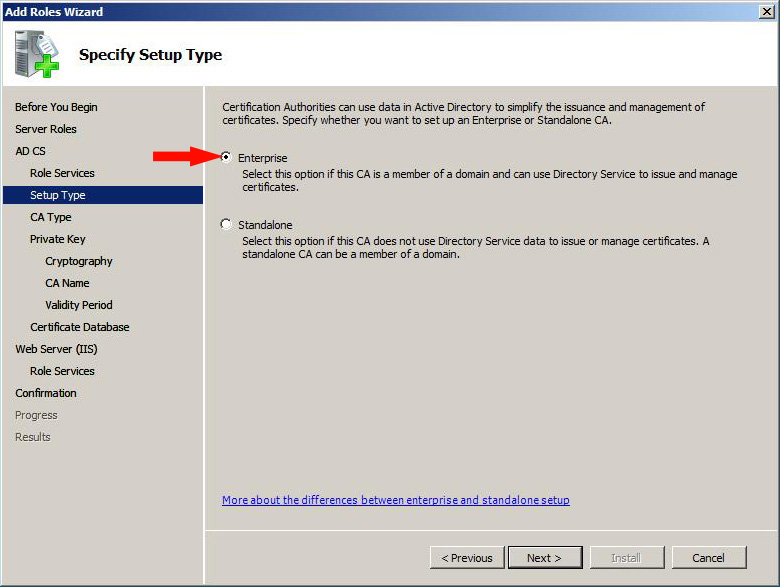 Add Roles Wizard
Specify Setup Type
Before You Begin
Server Roles
AD CS
Role Services
Setup Type
CA Type
Private Key
Cryptography
CA Name
Validity Period
Certificate Database
Web Server (IIS)
Role Services
Confirmation
Progress
Results
Certification Authorities can use data in Active Directory to simplify the issuance and management of
certificates. Specify whether you want to set up an Enterprise or Standalone CA.
Enterprise
Select this option if this CA is a member of a domain and can use Directory Service to issue and manage
certificates.
Standalone
Select this option if this CA does not use Directory Service data to issue or manage certificates. A
standalone CA can be a member of a domain.
More about the differences between enterprise and standalone setup
< Previous
Next >
Install
Cancel